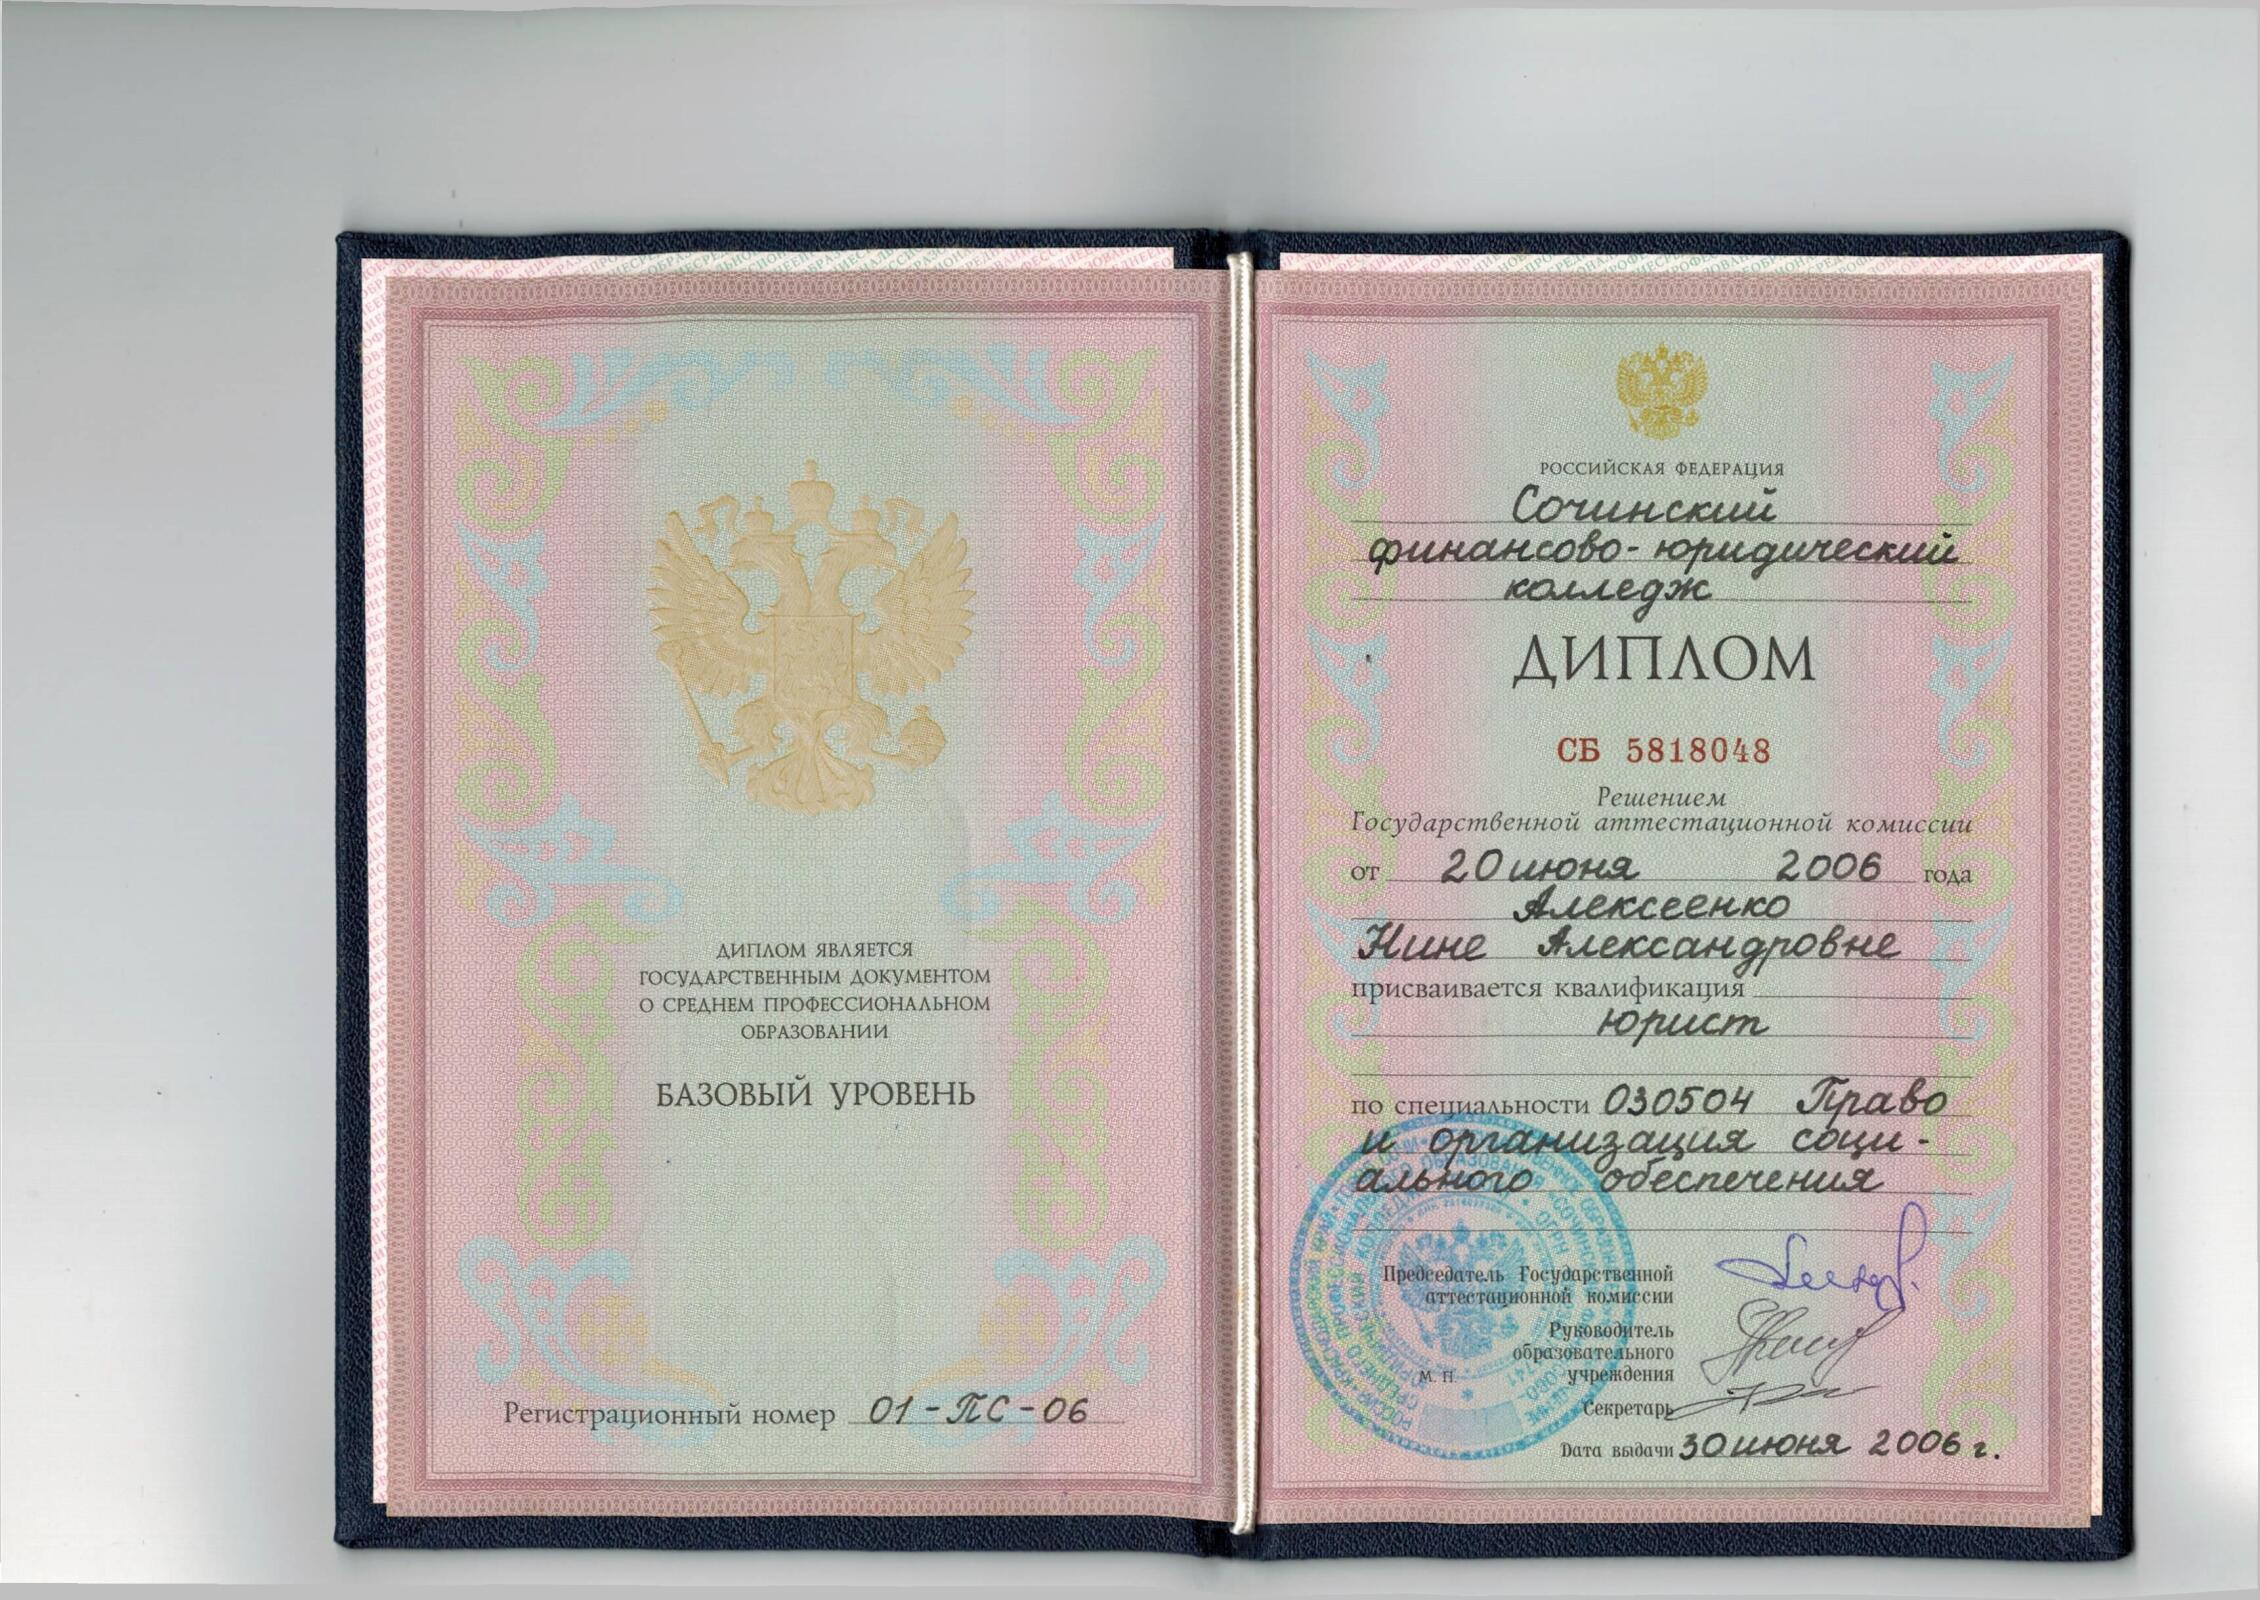 ДИПЛОМ ЯВЛЯЕТСЯ
ГОСУДАРСТВЕННЫМ ДОКУМЕНТОМ
О СРЕДНЕМ ПРОФЕССИОНАЛЬНОМ
ОБРАЗОВАНИИ
БАЗОВЫЙ УРОВЕНЬ
Регистрационный номер 01-ПС-06
РОССИЙСКАЯ ФЕДЕРАЦИЯ
Сочинский
финансово-юридический
колледж
ДИПЛОМ
СБ 5818048
Решением
Государственной аттестационной комиссии
от 20 июня 2006 года
Алексеенко
Нине Александровне
присваивается квалификация
юрист
по специальности 030504 Право
и организация соци-
ального обеспечения
Председатель Государственной
аттестационной комиссии
Руководитель
образовательного
М. П. учреждения
Секретарь
Дата выдачи 30 июня 2006 г.